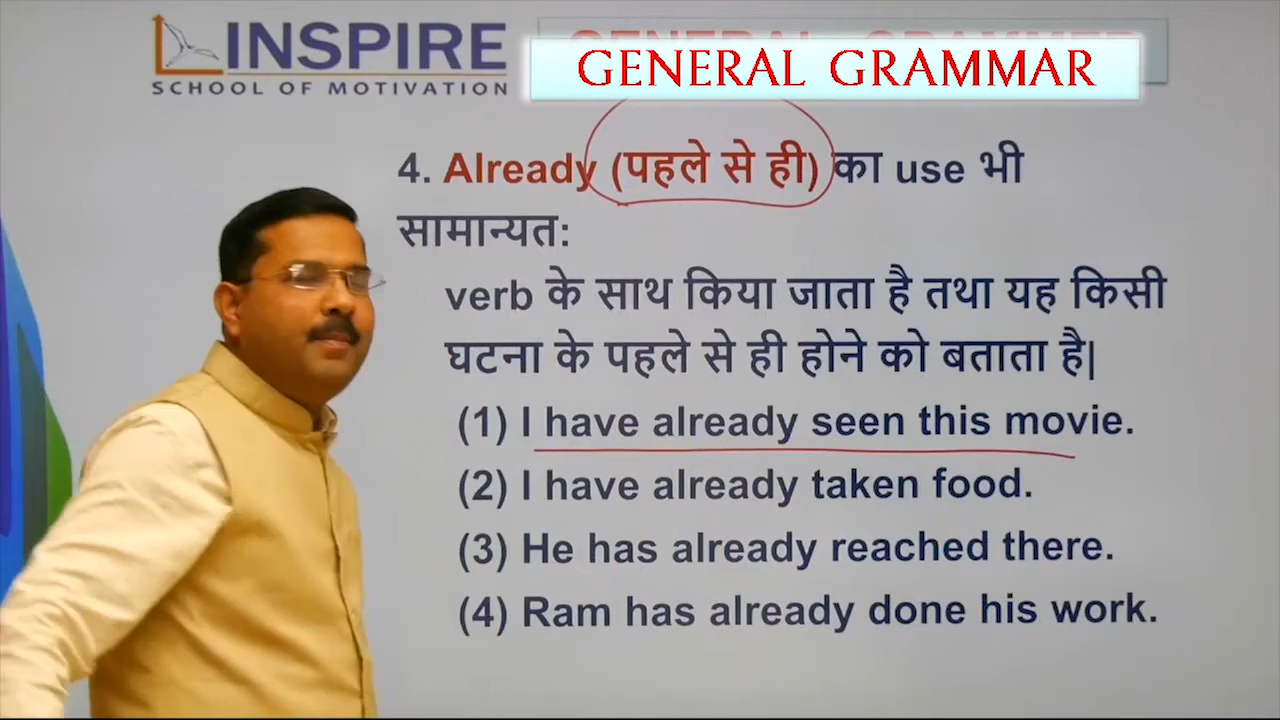 INSPIRE
SCHOOL OF MOTIVATION
GENERAL GRAMMAR
4. Already (पहले से ही) का use भी
सामान्यत:
verb के साथ किया जाता है तथा यह किसी
घटना के पहले से ही होने को बताता है|
(1) I have already seen this movie.
(2) I have already taken food.
(3) He has already reached there.
(4) Ram has already done his work.